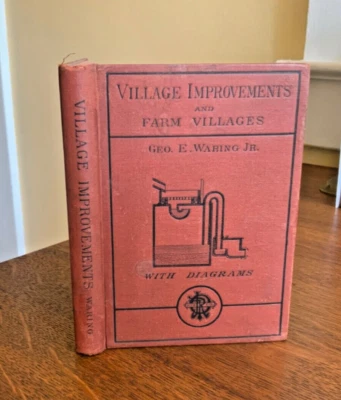 VILLAGE IMPROVEMENTS
AND
FARM VILLAGES
GEO. E. WARING JR.
WITH DIAGRAMS
VILLAGE IMPROVEMENTS.
WARING